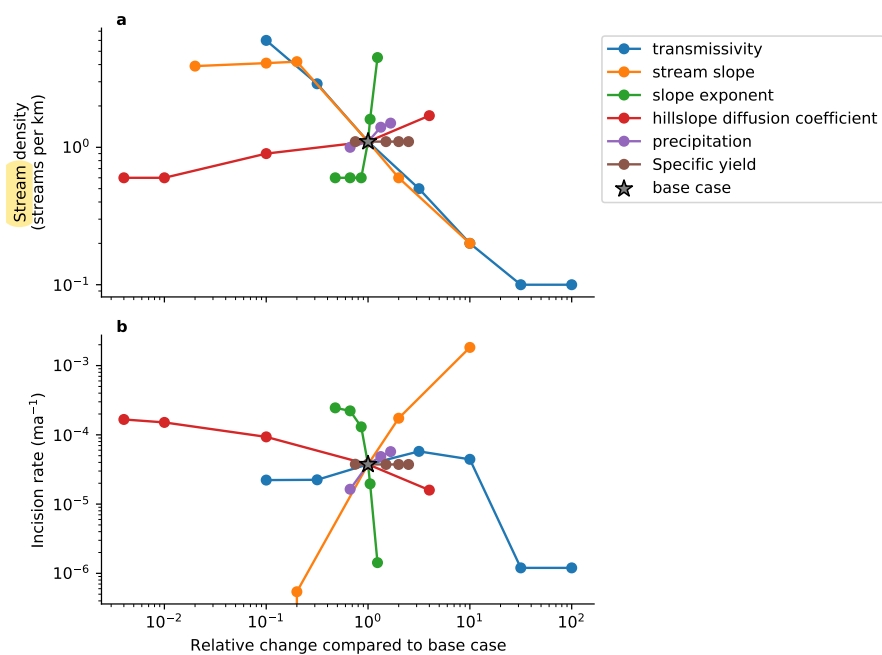 a
Stream density
(streams per km)
10⁰
10⁻¹
transmissivity
stream slope
slope exponent
hillslope diffusion coefficient
precipitation
Specific yield
base case
b
Incision rate (ma⁻¹)
10⁻³
10⁻⁴
10⁻⁵
10⁻⁶
10⁻² 10⁻¹ 10⁰ 10¹ 10²
Relative change compared to base case